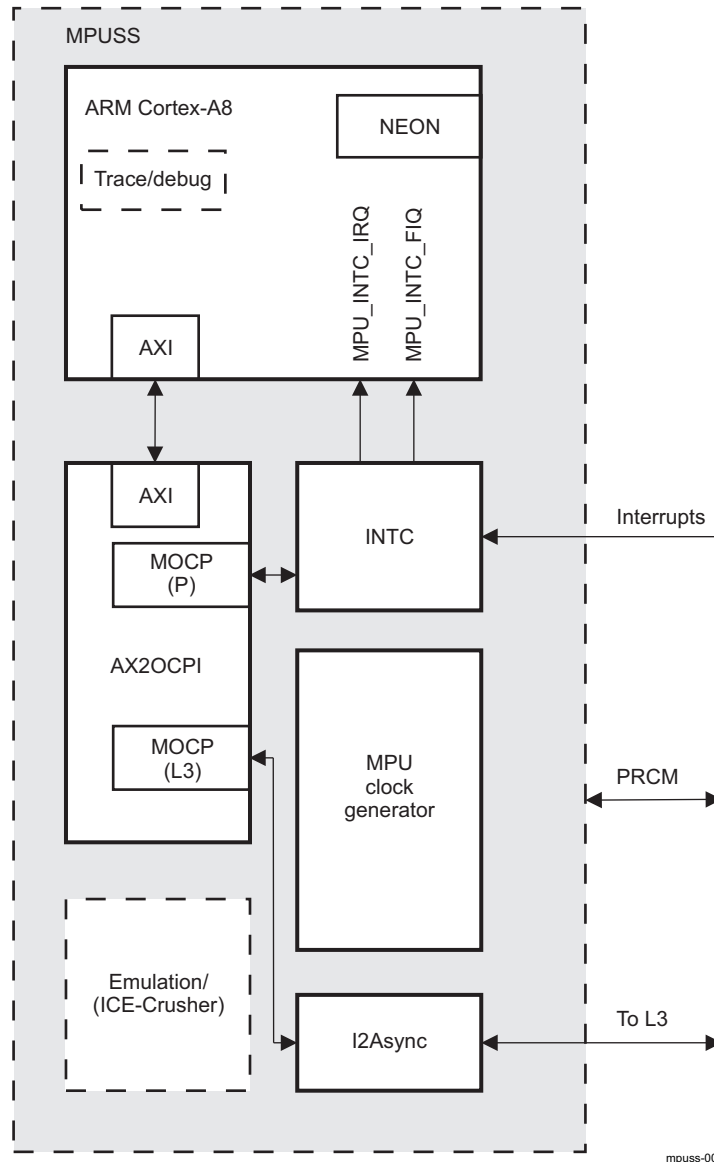 MPUSS
ARM Cortex-A8
NEON
Trace/debug
MPU_INTC_IRQ
MPU_INTC_FIQ
AXI
AXI
INTC
Interrupts
MOCP
(P)
AX2OCPI
MOCP
(L3)
MPU
clock
generator
PRCM
Emulation/
(ICE-Crusher)
I2Async
To L3